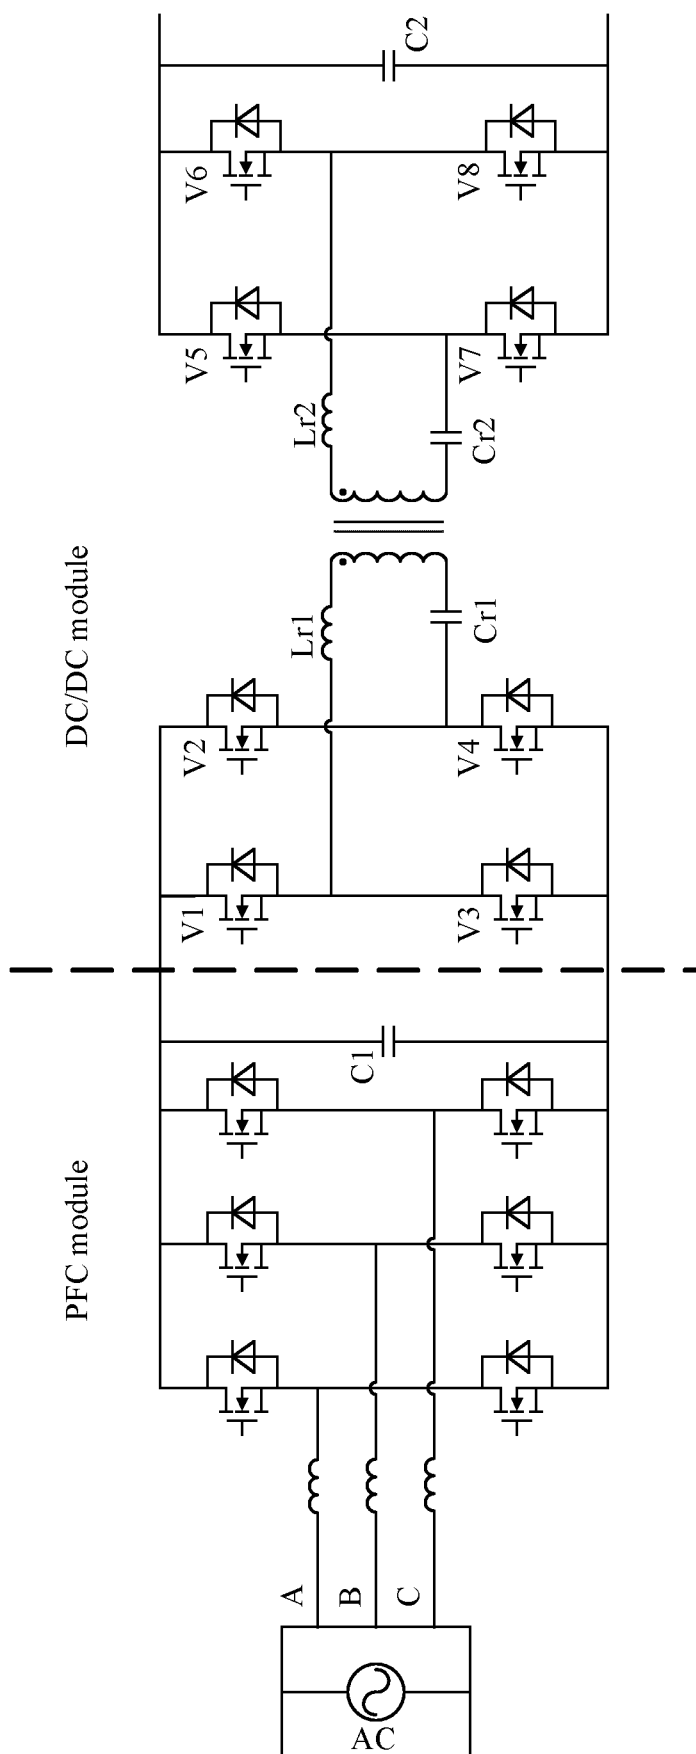 PFC module
DC/DC module
AC
A
B
C
C1
V1
V2
V3
V4
Lr1
Cr1
Lr2
Cr2
V5
V6
V7
V8
C2